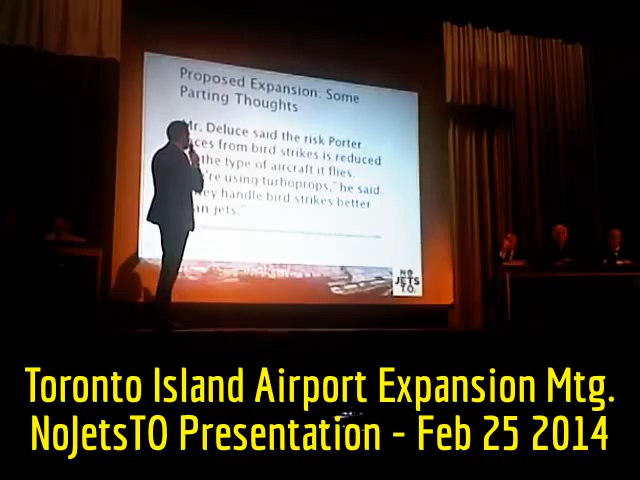 Proposed Expansion: Some
Parting Thoughts
Mr. Deluce said the risk Porter
from bird strikes is reduced
the type of aircraft it flies.
using turboprops," he said.
handle bird strikes better
jets."
NO
JETS
TO.
Toronto Island Airport Expansion Mtg.
NoJetsTO Presentation - Feb 25 2014